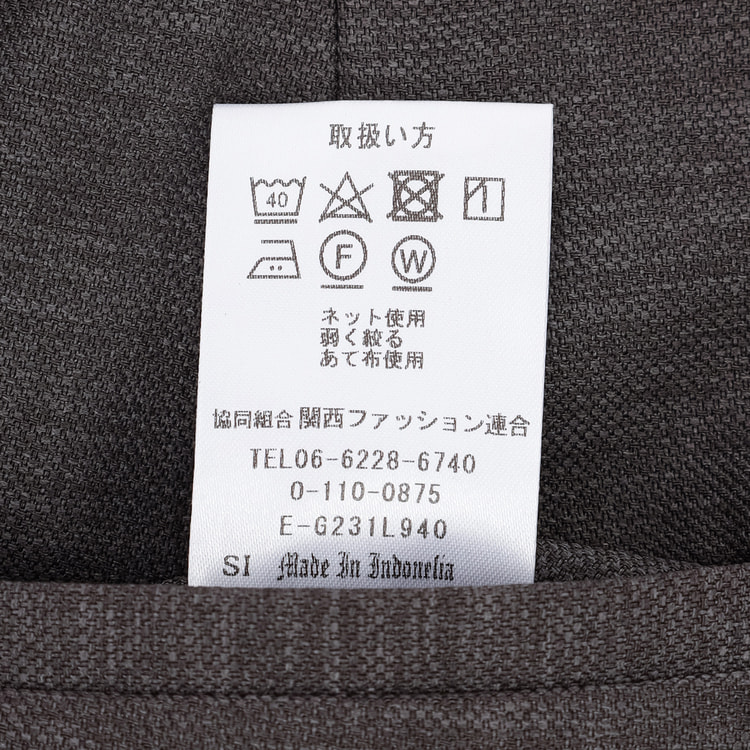 取扱い方
40
F W
ネット使用
弱く絞る
あて布使用
協同組合 関西ファッション連合
TEL06-6228-6740
0-110-0875
E-G231L940
SI Made In Indonesia